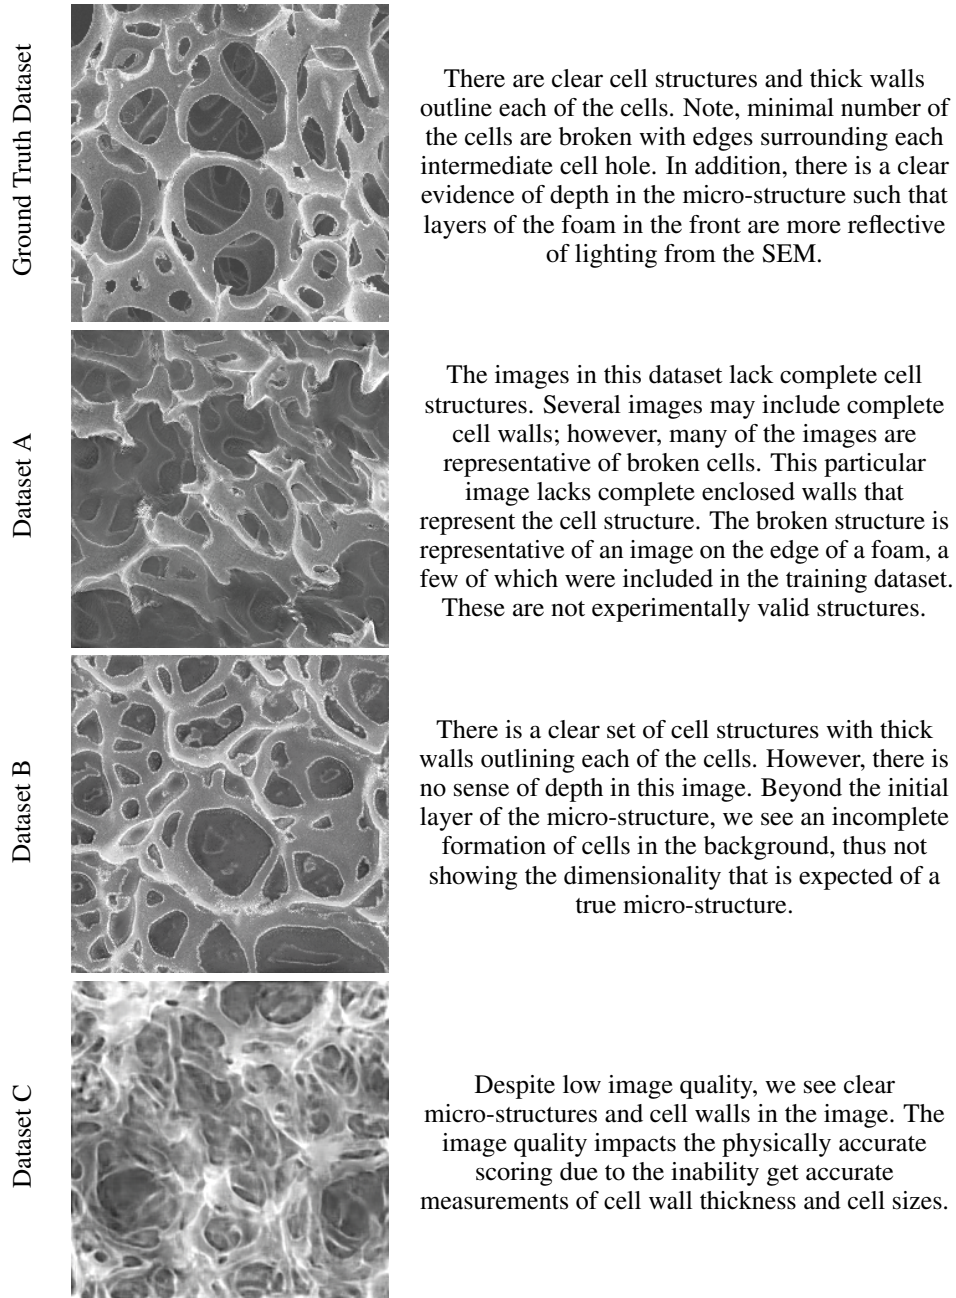 Ground Truth Dataset
There are clear cell structures and thick walls
outline each of the cells. Note, minimal number of
the cells are broken with edges surrounding each
intermediate cell hole. In addition, there is a clear
evidence of depth in the micro-structure such that
layers of the foam in the front are more reflective
of lighting from the SEM.
Dataset A
The images in this dataset lack complete cell
structures. Several images may include complete
cell walls; however, many of the images are
representative of broken cells. This particular
image lacks complete enclosed walls that
represent the cell structure. The broken structure is
representative of an image on the edge of a foam, a
few of which were included in the training dataset.
These are not experimentally valid structures.
Dataset B
There is a clear set of cell structures with thick
walls outlining each of the cells. However, there is
no sense of depth in this image. Beyond the initial
layer of the micro-structure, we see an incomplete
formation of cells in the background, thus not
showing the dimensionality that is expected of a
true micro-structure.
Dataset C
Despite low image quality, we see clear
micro-structures and cell walls in the image. The
image quality impacts the physically accurate
scoring due to the inability get accurate
measurements of cell wall thickness and cell sizes.